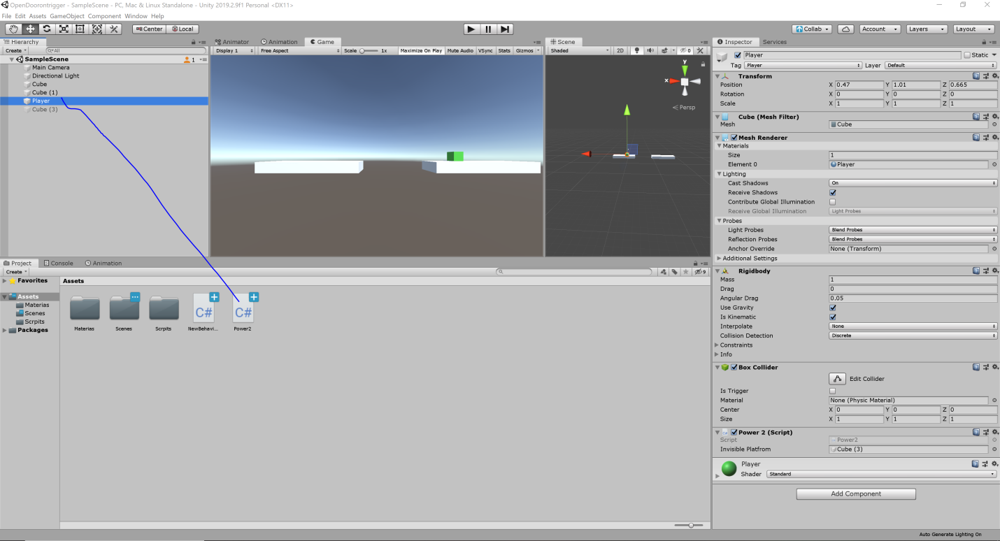 OpenDoorontrigger - SampleScene - PC, Mac & Linux Standalone - Unity 2019.2.9f1 Personal <DX11>
File Edit Assets GameObject Component Window Help
Center Local Collab Account Layers Layout
Hierarchy
Create All
SampleScene 1
Main Camera
Directional Light
Cube
Cube (1)
Player
Cube (3)
Animator Animation Game
Display 1 Free Aspect Scale 1x Maximize On Play Mute Audio VSync Stats Gizmos
Scene
Shaded 2D 0
y
x
Persp
Inspector Services
Player Static
Tag Player Layer Default
Transform
Position X 0.47 Y 1.01 Z 0.665
Rotation X 0 Y 0 Z 0
Scale X 1 Y 1 Z 1
Cube (Mesh Filter)
Mesh Cube
Mesh Renderer
Materials
Size 1
Element 0 Player
Lighting
Cast Shadows On
Receive Shadows
Contribute Global Illumination
Receive Global Illumination Light Probes
Probes
Light Probes Blend Probes
Reflection Probes Blend Probes
Anchor Override None (Transform)
Additional Settings
Rigidbody
Mass 1
Drag 0
Angular Drag 0.05
Use Gravity
Is Kinematic
Interpolate None
Collision Detection Discrete
Constraints
Info
Box Collider
Edit Collider
Is Trigger
Material None (Physic Material)
Center X 0 Y 0 Z 0
Size X 1 Y 1 Z 1
Power 2 (Script)
Script Power2
Invisible Platfrom Cube (3)
Player
Shader Standard
Add Component
Project Console Animation
Create 9
Favorites
Assets
Materias
Scenes
Scrpits
Packages
Assets
C# C#
Materias Scenes Scrpits NewBehavi... Power2
Auto Generate Lighting On